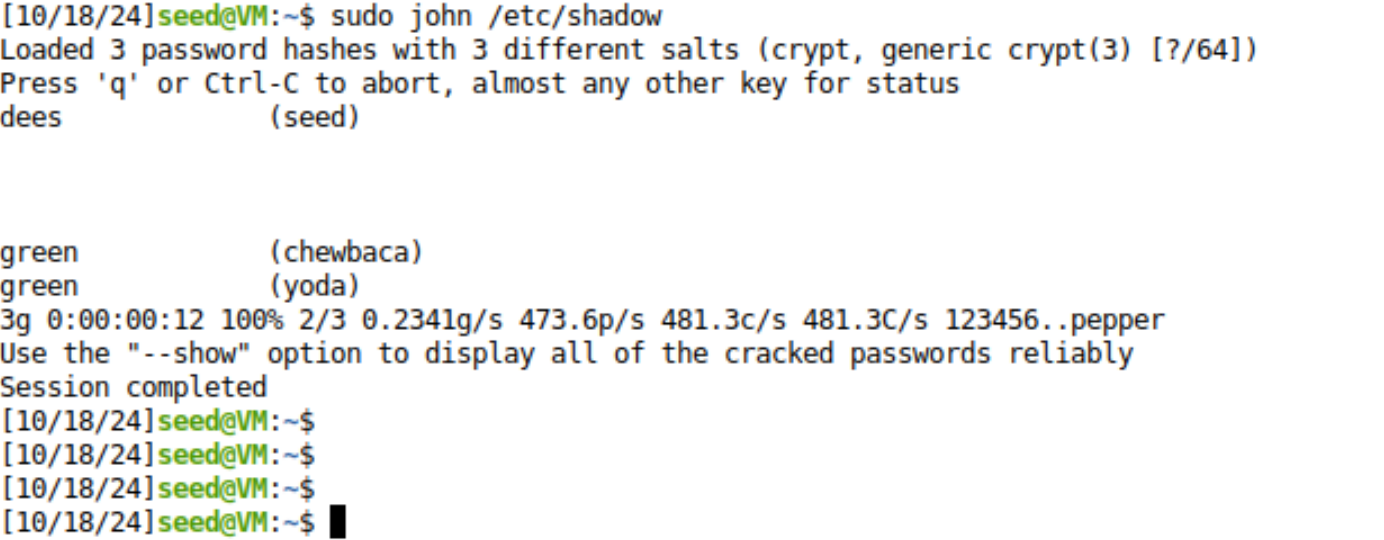 [10/18/24]seed@VM:~$ sudo john /etc/shadow
Loaded 3 password hashes with 3 different salts (crypt, generic crypt(3) [?/64])
Press 'q' or Ctrl-C to abort, almost any other key for status
dees             (seed)
green            (chewbaca)
green            (yoda)
3g 0:00:00:12 100% 2/3 0.2341g/s 473.6p/s 481.3c/s 481.3C/s 123456..pepper
Use the "--show" option to display all of the cracked passwords reliably
Session completed
[10/18/24]seed@VM:~$
[10/18/24]seed@VM:~$
[10/18/24]seed@VM:~$
[10/18/24]seed@VM:~$